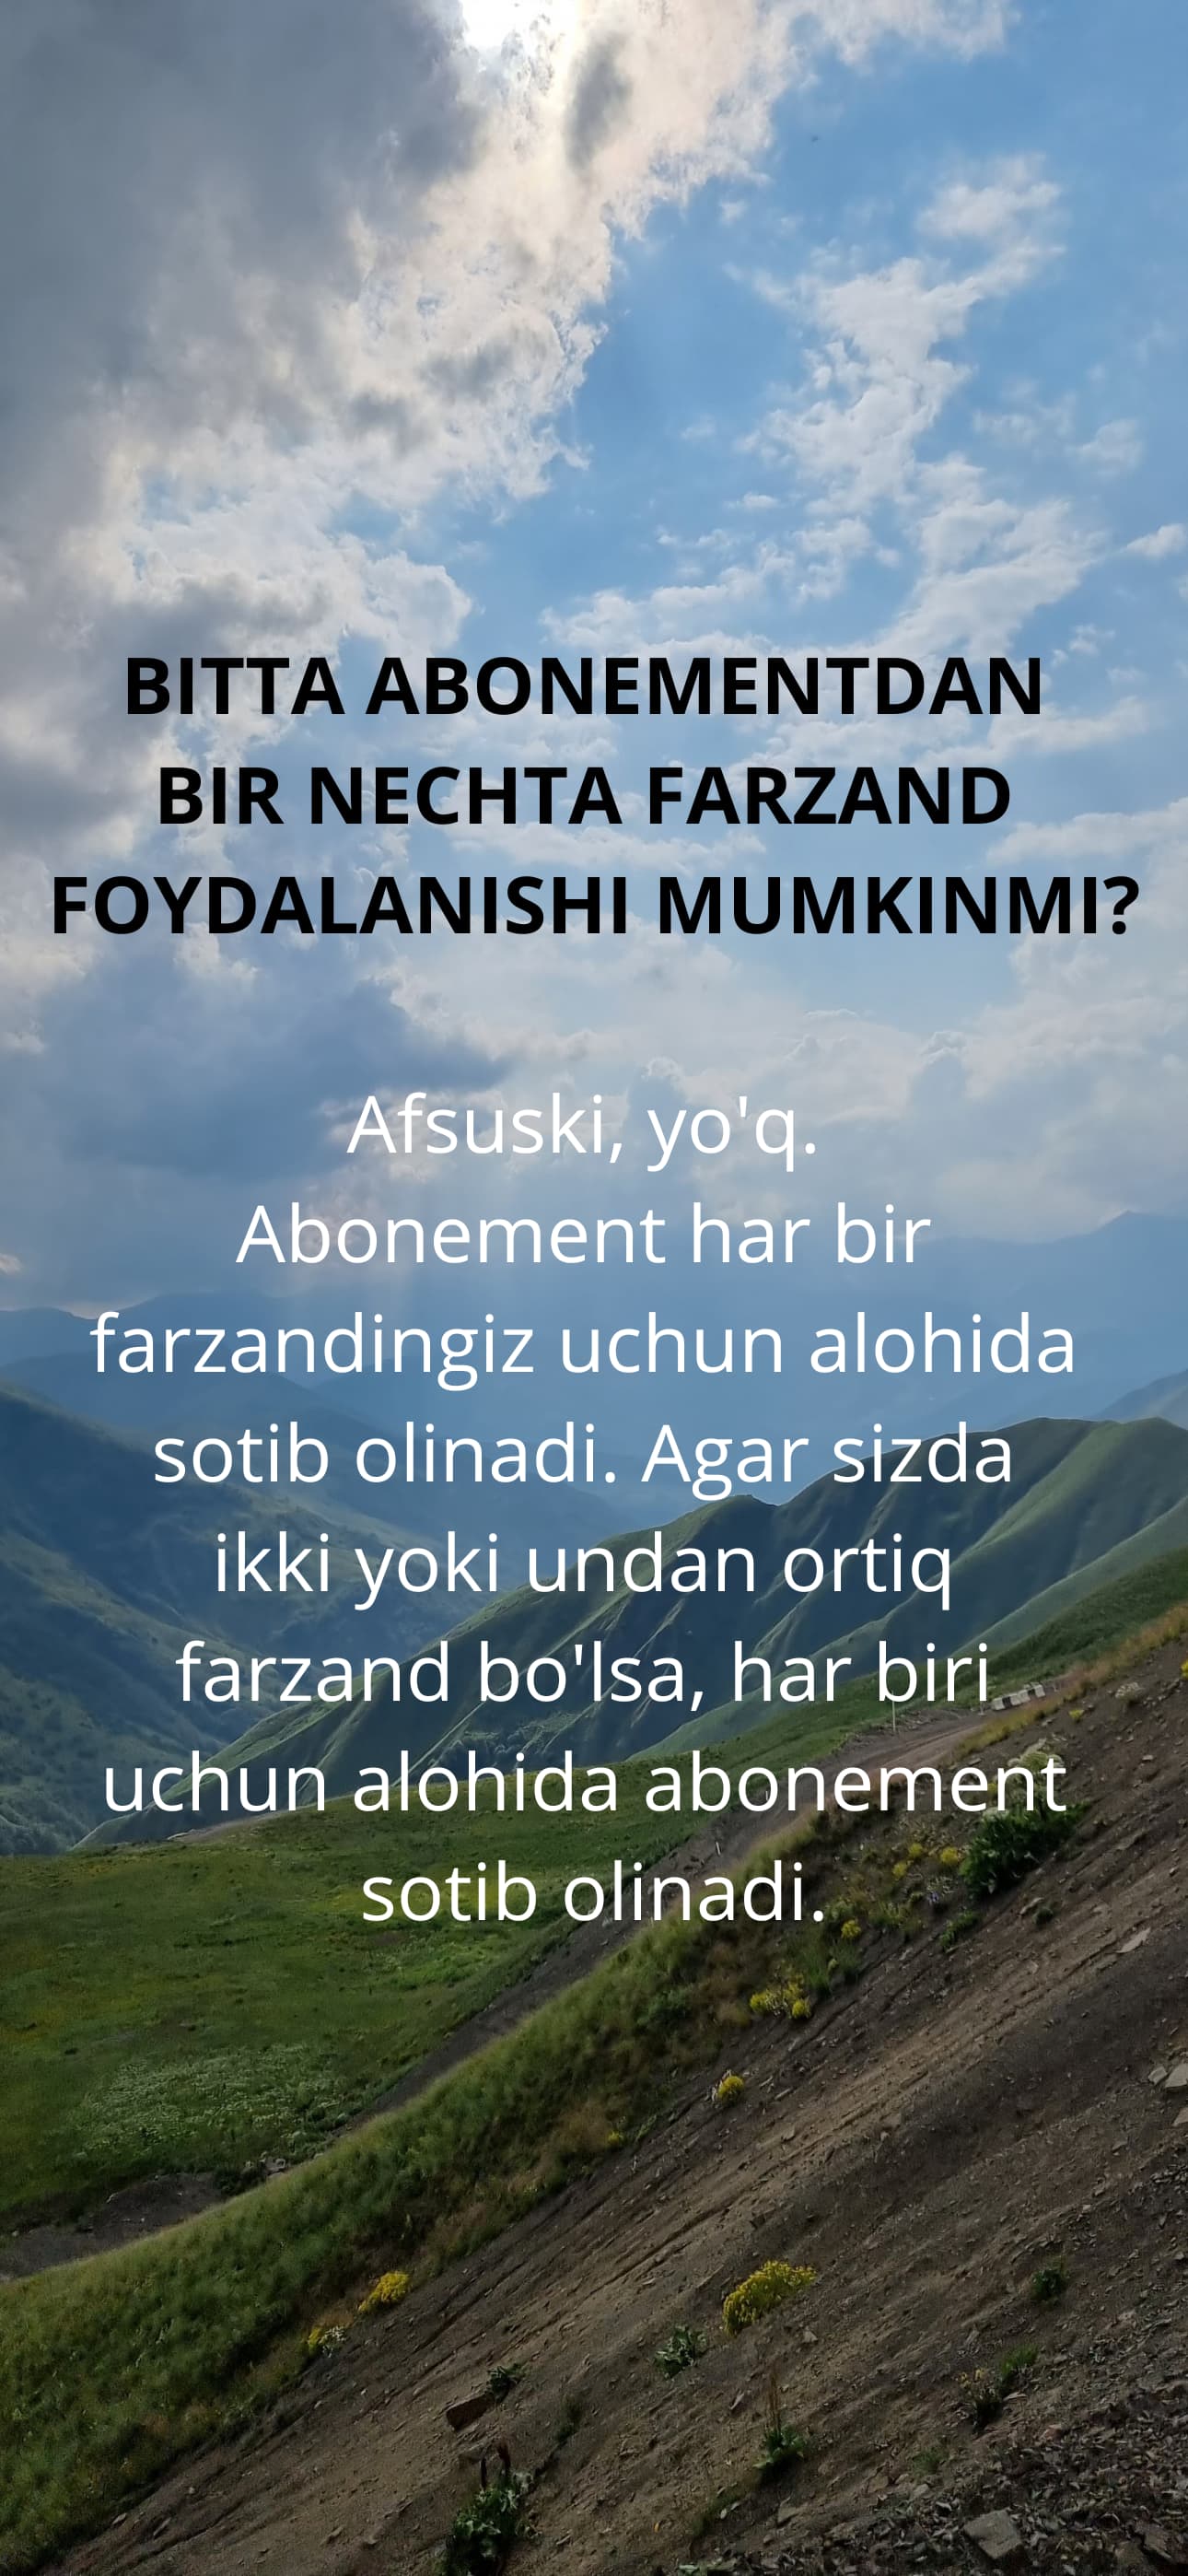 BITTA ABONEMENTDAN
BIR NECHTA FARZAND
FOYDALANISHI MUMKINMI?
Afsuski, yo'q.
Abonement har bir
farzandingiz uchun alohida
sotib olinadi. Agar sizda
ikki yoki undan ortiq
farzand bo'lsa, har biri
uchun alohida abonement
sotib olinadi.